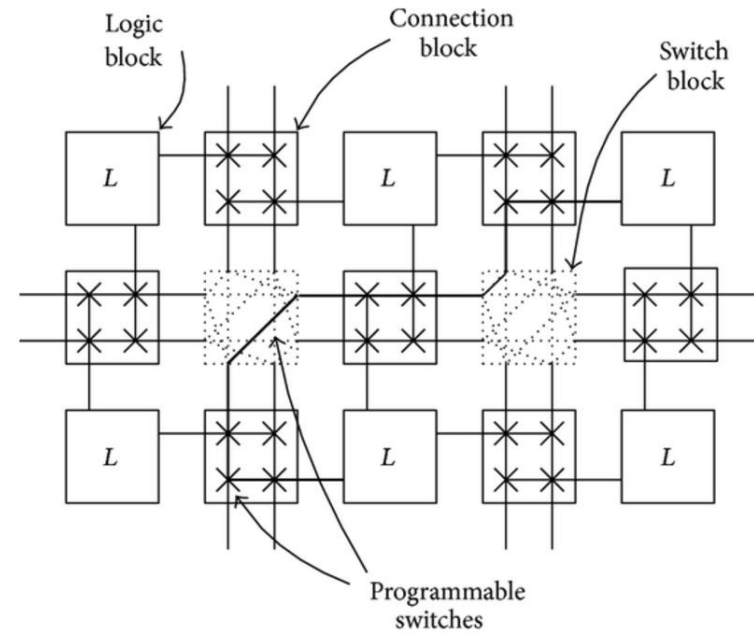 Logic
block
Connection
block
Switch
block
L
L
L
L
L
L
Programmable
switches